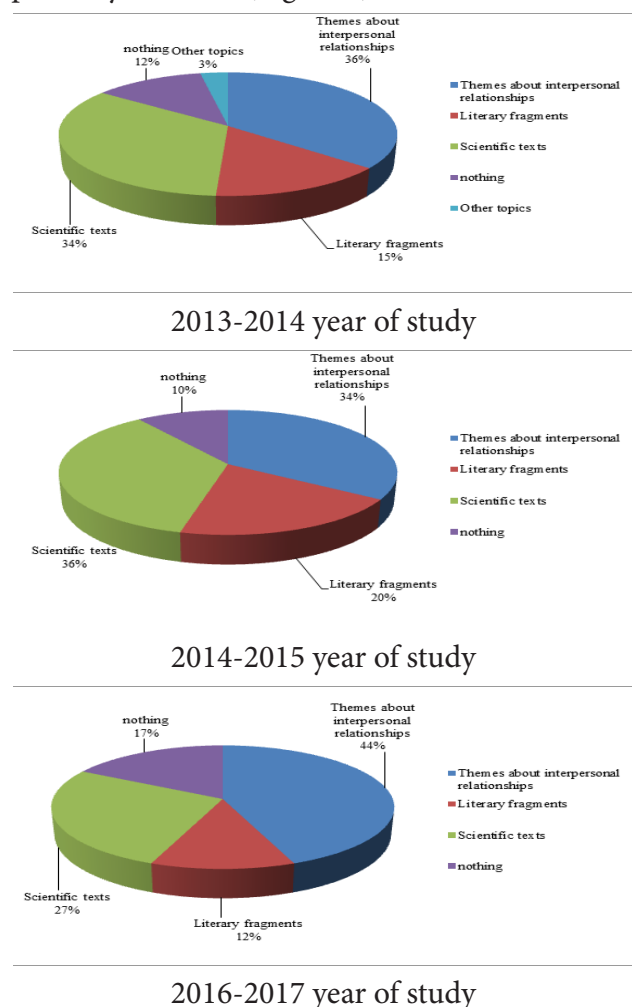 Themes about
interpersonal
relationships
36%
nothing
12%
Other topics
3%
Scientific texts
34%
Literary fragments
15%
Themes about interpersonal
relationships
Literary fragments
Scientific texts
nothing
Other topics
2013-2014 year of study
Themes about
interpersonal
relationships
34%
nothing
10%
Scientific texts
36%
Literary fragments
20%
Themes about interpersonal
relationships
Literary fragments
Scientific texts
nothing
2014-2015 year of study
Themes about
interpersonal
relationships
44%
nothing
17%
Scientific texts
27%
Literary fragments
12%
Themes about interpersonal
relationships
Literary fragments
Scientific texts
nothing
2016-2017 year of study